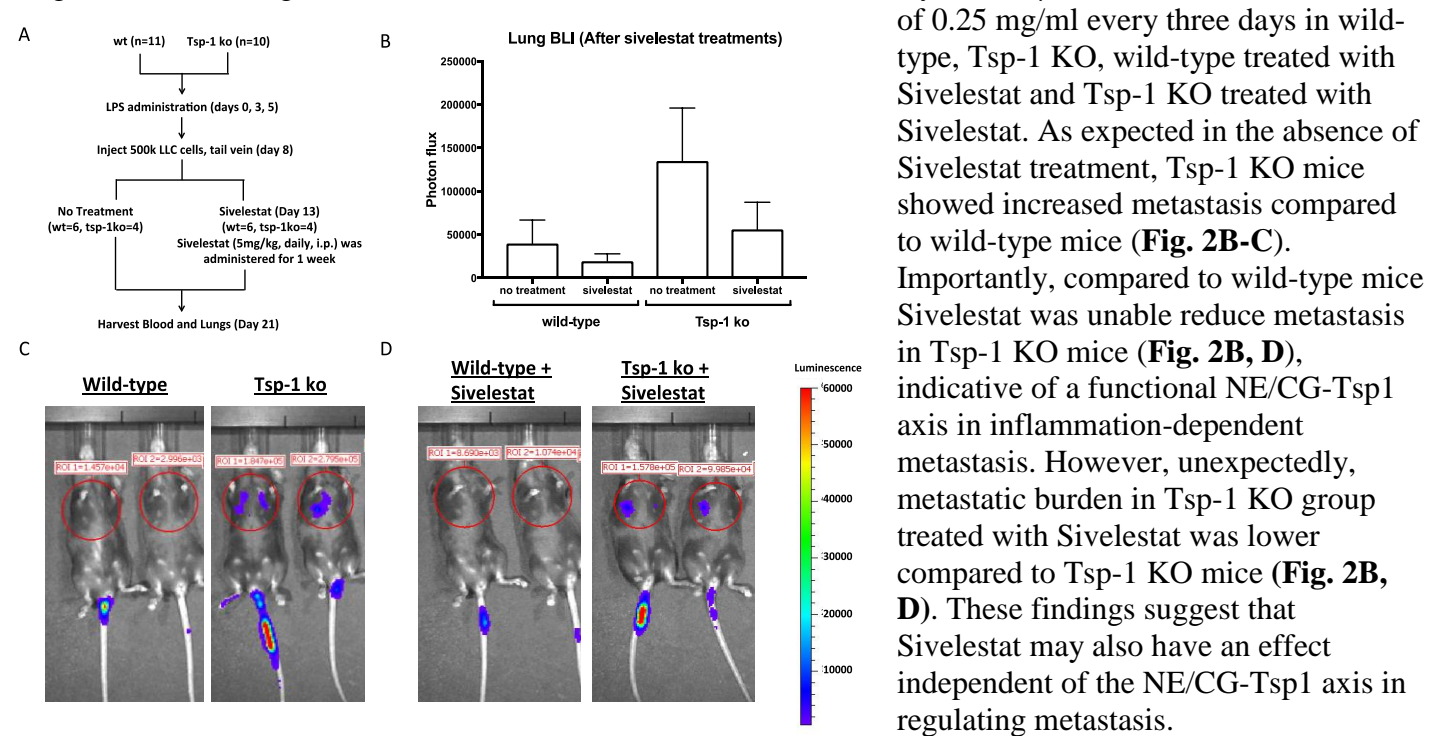 A
wt (n=11) Tsp-1 ko (n=10)
LPS administration (days 0, 3, 5)
Inject 500k LLC cells, tail vein (day 8)
No Treatment
(wt=6, tsp-1ko=4)
Sivelestat (Day 13)
(wt=6, tsp-1ko=4)
Sivelestat (5mg/kg, daily, i.p.) was
administered for 1 week
Harvest Blood and Lungs (Day 21)
B
Lung BLI (After sivelestat treatments)
Photon flux
250000
200000
150000
100000
50000
0
no treatment sivelestat no treatment sivelestat
wild-type Tsp-1 ko
C
Wild-type Tsp-1 ko
ROI 1=1.457e+04 ROI 2=2.996e+03 ROI 1=1.847e+05 ROI 2=2.795e+05
D
Wild-type +
Sivelestat
Tsp-1 ko +
Sivelestat
ROI 1=8.690e+03 ROI 2=1.074e+04 ROI 1=1.578e+05 ROI 2=9.985e+04
Luminescence
60000
50000
40000
30000
20000
10000
of 0.25 mg/ml every three days in wild-
type, Tsp-1 KO, wild-type treated with
Sivelestat and Tsp-1 KO treated with
Sivelestat. As expected in the absence of
Sivelestat treatment, Tsp-1 KO mice
showed increased metastasis compared
to wild-type mice (Fig. 2B-C).
Importantly, compared to wild-type mice
Sivelestat was unable reduce metastasis
in Tsp-1 KO mice (Fig. 2B, D),
indicative of a functional NE/CG-Tsp1
axis in inflammation-dependent
metastasis. However, unexpectedly,
metastatic burden in Tsp-1 KO group
treated with Sivelestat was lower
compared to Tsp-1 KO mice (Fig. 2B,
D). These findings suggest that
Sivelestat may also have an effect
independent of the NE/CG-Tsp1 axis in
regulating metastasis.